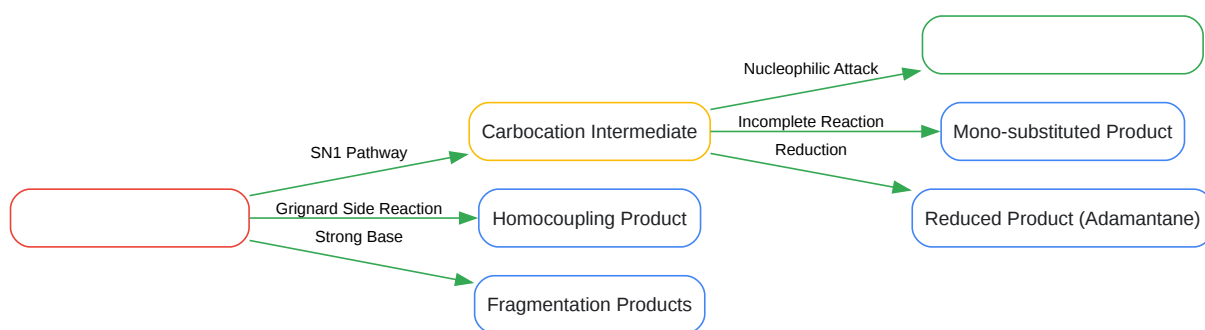 Nucleophilic Attack
Carbocation Intermediate
Incomplete Reaction
Mono-substituted Product
SN1 Pathway
Reduction
Grignard Side Reaction
Homocoupling Product
Reduced Product (Adamantane)
Strong Base
Fragmentation Products